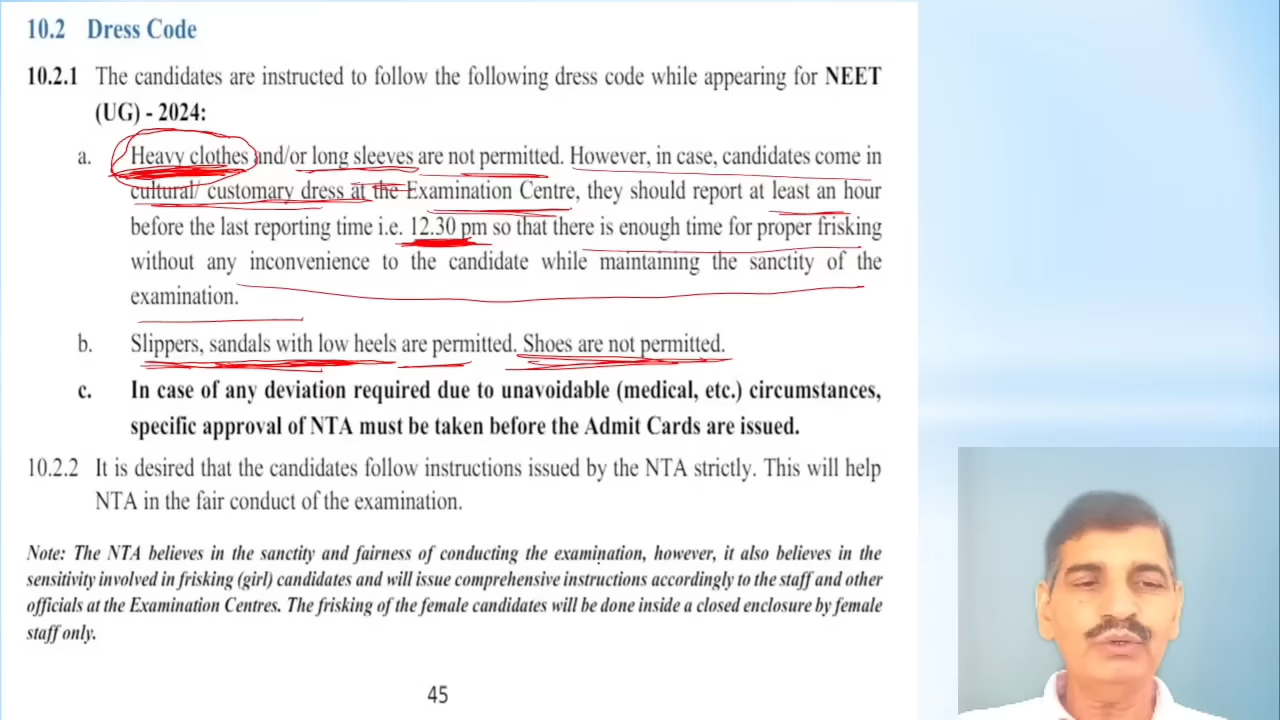 10.2 Dress Code
10.2.1 The candidates are instructed to follow the following dress code while appearing for NEET
(UG) - 2024:
a. Heavy clothes and/or long sleeves are not permitted. However, in case, candidates come in
cultural/ customary dress at the Examination Centre, they should report at least an hour
before the last reporting time i.e. 12.30 pm so that there is enough time for proper frisking
without any inconvenience to the candidate while maintaining the sanctity of the
examination.
b. Slippers, sandals with low heels are permitted. Shoes are not permitted.
c. In case of any deviation required due to unavoidable (medical, etc.) circumstances,
specific approval of NTA must be taken before the Admit Cards are issued.
10.2.2 It is desired that the candidates follow instructions issued by the NTA strictly. This will help
NTA in the fair conduct of the examination.
Note: The NTA believes in the sanctity and fairness of conducting the examination, however, it also believes in the
sensitivity involved in frisking (girl) candidates and will issue comprehensive instructions accordingly to the staff and other
officials at the Examination Centres. The frisking of the female candidates will be done inside a closed enclosure by female
staff only.
45